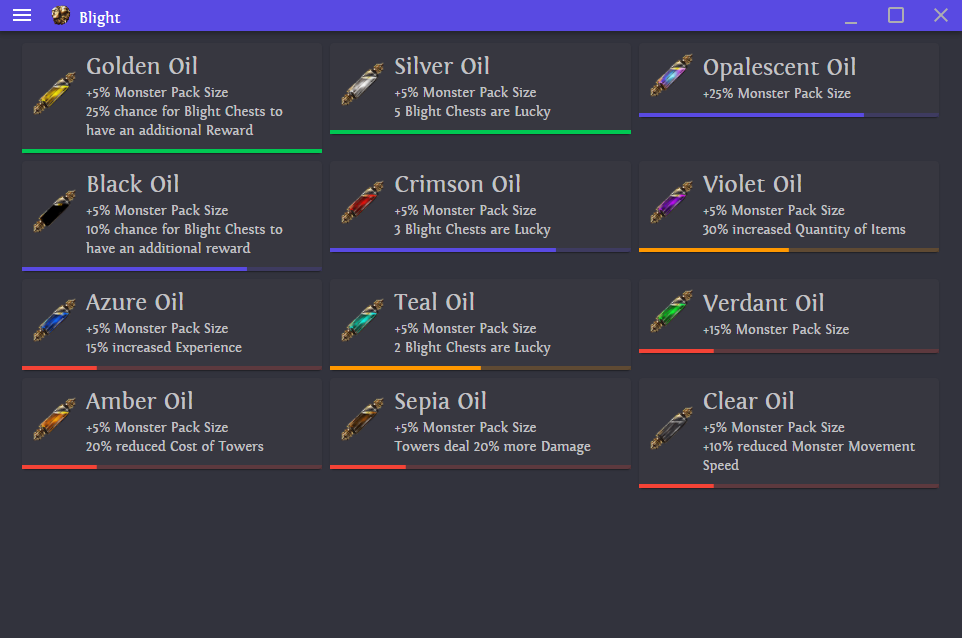 Blight
Golden Oil
+5% Monster Pack Size
25% chance for Blight Chests to
have an additional Reward
Silver Oil
+5% Monster Pack Size
5 Blight Chests are Lucky
Opalescent Oil
+25% Monster Pack Size
Black Oil
+5% Monster Pack Size
10% chance for Blight Chests to
have an additional reward
Crimson Oil
+5% Monster Pack Size
3 Blight Chests are Lucky
Violet Oil
+5% Monster Pack Size
30% increased Quantity of Items
Azure Oil
+5% Monster Pack Size
15% increased Experience
Teal Oil
+5% Monster Pack Size
2 Blight Chests are Lucky
Verdant Oil
+15% Monster Pack Size
Amber Oil
+5% Monster Pack Size
20% reduced Cost of Towers
Sepia Oil
+5% Monster Pack Size
Towers deal 20% more Damage
Clear Oil
+5% Monster Pack Size
+10% reduced Monster Movement
Speed